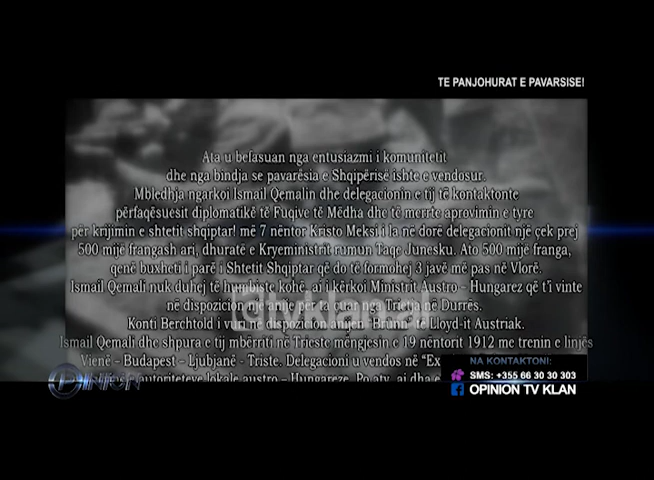 TE PANJOHURAT E PAVARSISE!
Ata u befasuan nga entusiazmi i komunitetit
dhe nga bindja se pavarësia e Shqipërisë ishte e vendosur.
Mbledhja ngarkoi Ismail Qemalin dhe delegacionin e tij të kontaktonte
përfaqësuesit diplomatikë të Fuqive të Mëdha dhe të merrte aprovimin e tyre
për krijimin e shtetit shqiptar! më 7 nëntor Kristo Meksi i la në dorë delegacionit një çek prej
500 mijë frangash ari, dhuratë e Kryeministrit rumun Taqe Junesku. Ato 500 mijë franga,
qenë buxheti i parë i Shtetit Shqiptar që do të formohej 3 javë më pas në Vlorë.
Ismail Qemali nuk duhej të humbiste kohë, ai i kërkoi Ministrit Austro - Hungarez që t'i vinte
në dispozicion një anije për ta çuar nga Trieta në Durrës.
Konti Berchtold i vuri në dispozicion anijen "Brünn" të Lloyd-it Austriak.
Ismail Qemali dhe shpura e tij mbërriti në Trieste mëngjesin e 19 nëntorit 1912 me trenin e linjës
Vienë - Budapest - Ljubjanë - Triste. Delegacioni u vendos në "Ex
autoriteteve lokale austro - Hungareze. Po aty, ai dha e
OPINION
NA KONTAKTONI:
SMS: +355 66 30 30 303
OPINION TV KLAN